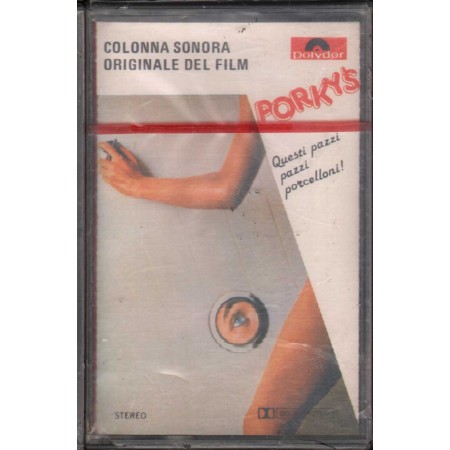 COLONNA SONORA
ORIGINALE DEL FILM
Polydor
PORKY'S
Questi pazzi
pazzi
porcelloni!
STEREO